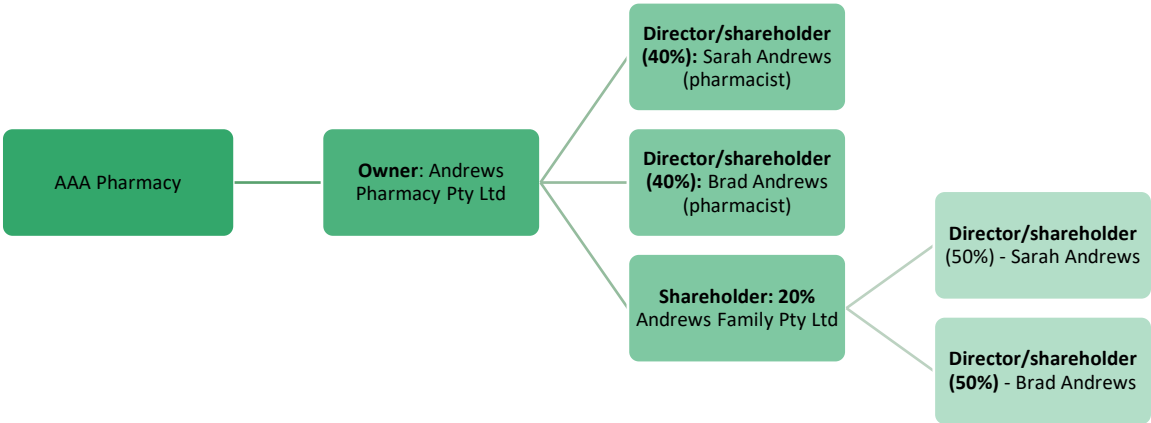 AAA Pharmacy
Owner: Andrews
Pharmacy Pty Ltd
Director/shareholder
(40%): Sarah Andrews
(pharmacist)
Director/shareholder
(40%): Brad Andrews
(pharmacist)
Shareholder: 20%
Andrews Family Pty Ltd
Director/shareholder
(50%) - Sarah Andrews
Director/shareholder
(50%) - Brad Andrews